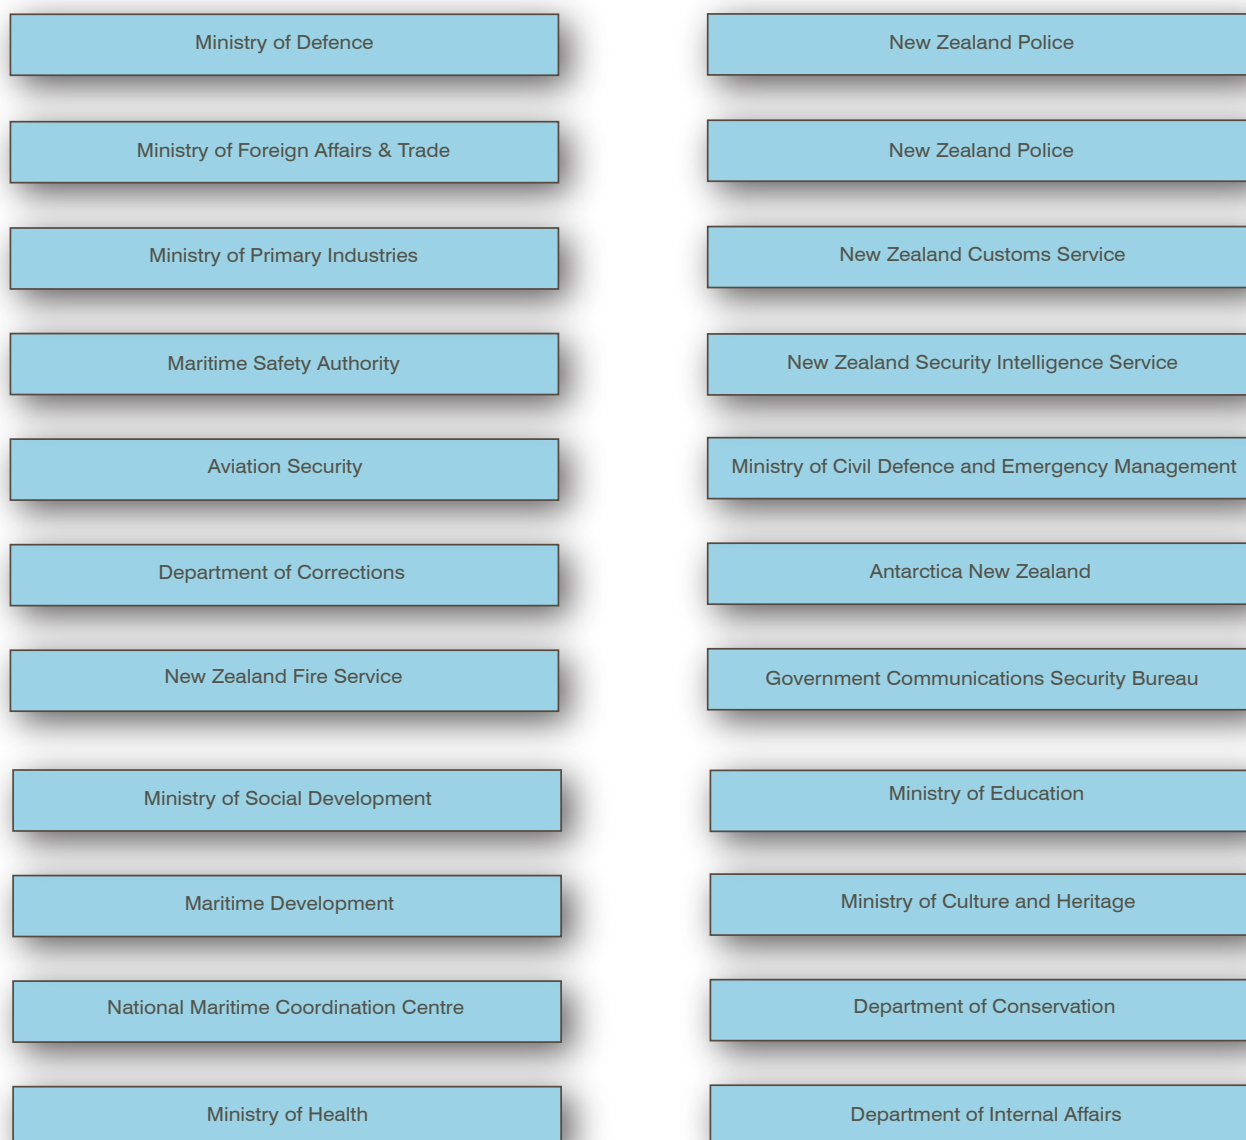 Ministry of Defence
New Zealand Police
Ministry of Foreign Affairs & Trade
New Zealand Police
Ministry of Primary Industries
New Zealand Customs Service
Maritime Safety Authority
New Zealand Security Intelligence Service
Aviation Security
Ministry of Civil Defence and Emergency Management
Department of Corrections
Antarctica New Zealand
New Zealand Fire Service
Government Communications Security Bureau
Ministry of Social Development
Ministry of Education
Maritime Development
Ministry of Culture and Heritage
National Maritime Coordination Centre
Department of Conservation
Ministry of Health
Department of Internal Affairs